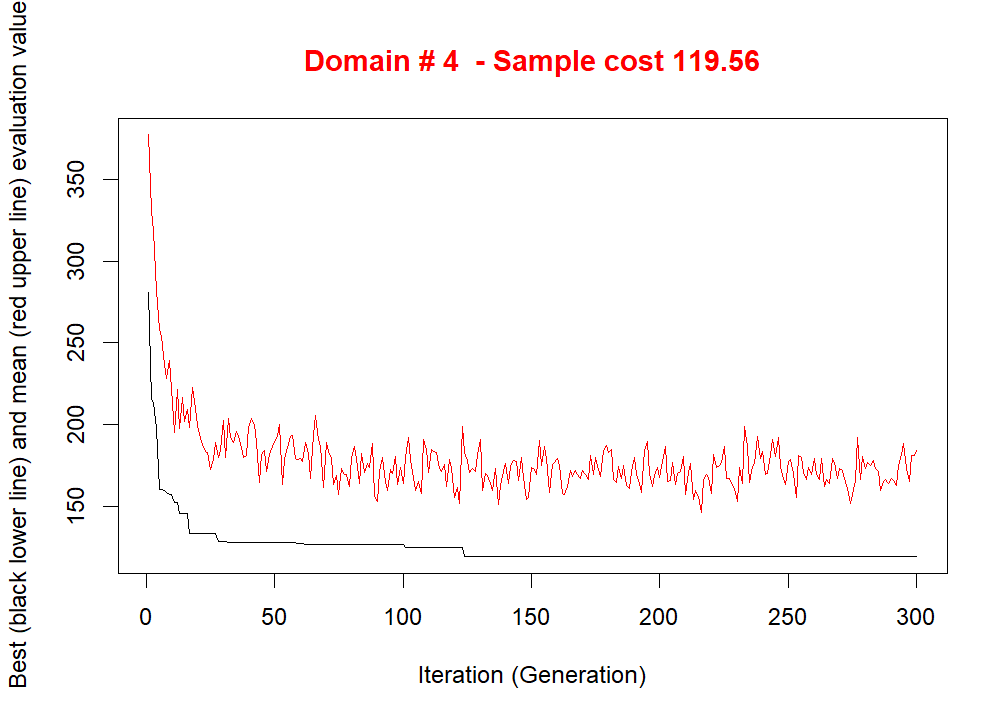 Domain # 4  - Sample cost 119.56
Best (black lower line) and mean (red upper line) evaluation value
350
300
250
200
150
0 50 100 150 200 250 300
Iteration (Generation)